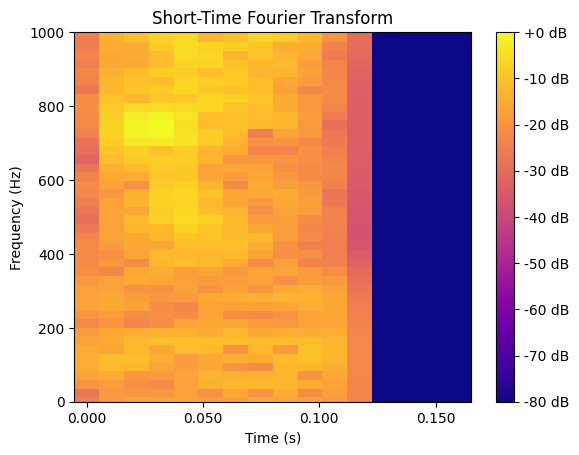 Short-Time Fourier Transform
1000
800
600
400
200
0
Frequency (Hz)
0.000
0.050
0.100
0.150
Time (s)
+0 dB
-10 dB
-20 dB
-30 dB
-40 dB
-50 dB
-60 dB
-70 dB
-80 dB